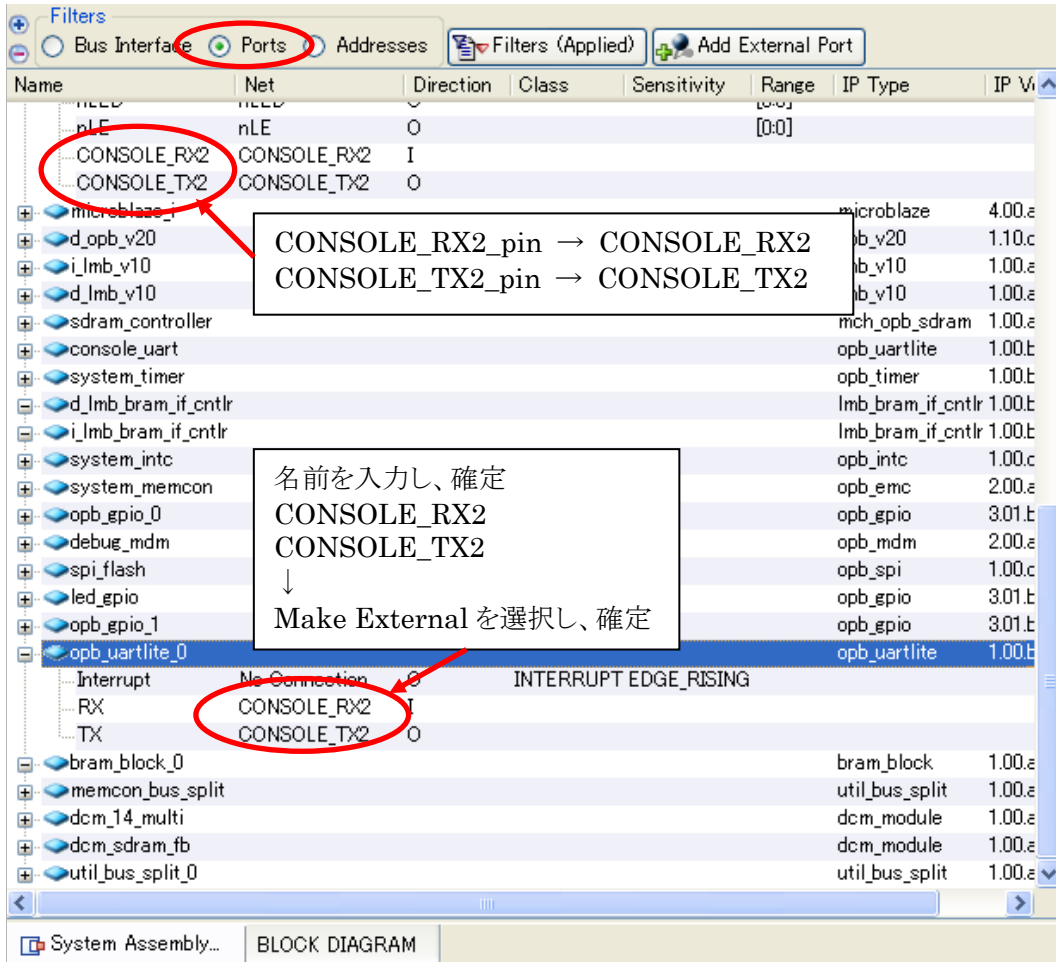 Filters
Bus Interface Ports Addresses Filters (Applied) Add External Port
Name Net Direction Class Sensitivity Range IP Type
nLE nLE O [0:0]
CONSOLE_RX2 CONSOLE_RX2 I
CONSOLE_TX2 CONSOLE_TX2 O
microblaze_i microblaze 4.00.a
CONSOLE_RX2_pin → CONSOLE_RX2
CONSOLE_TX2_pin → CONSOLE_TX2
d_opb_v20 1.10.c
i_lmb_v10 1.00.a
d_lmb_v10 1.00.a
sdram_controller mch_opb_sdram 1.00.a
console_uart opb_uartlite 1.00.b
system_timer opb_timer 1.00.b
d_lmb_bram_if_cntlr lmb_bram_if_cntlr 1.00.b
i_lmb_bram_if_cntlr lmb_bram_if_cntlr 1.00.b
system_intc opb_intc 1.00.c
system_memcon opb_emc 2.00.a
opb_gpio_0 opb_gpio 3.01.b
debug_mdm opb_mdm 2.00.a
spi_flash opb_spi 1.00.c
led_gpio opb_gpio 3.01.b
opb_gpio_1 opb_gpio 3.01.b
名前を入力し、確定
CONSOLE_RX2
CONSOLE_TX2
↓
Make External を選択し、確定
opb_uartlite_0 opb_uartlite 1.00.b
Interrupt No Connection O INTERRUPT EDGE_RISING
RX CONSOLE_RX2 I
TX CONSOLE_TX2 O
bram_block_0 bram_block 1.00.a
memcon_bus_split util_bus_split 1.00.a
dcm_14_multi dcm_module 1.00.a
dcm_sdram_fb dcm_module 1.00.a
util_bus_split_0 util_bus_split 1.00.a
System Assembly... BLOCK DIAGRAM